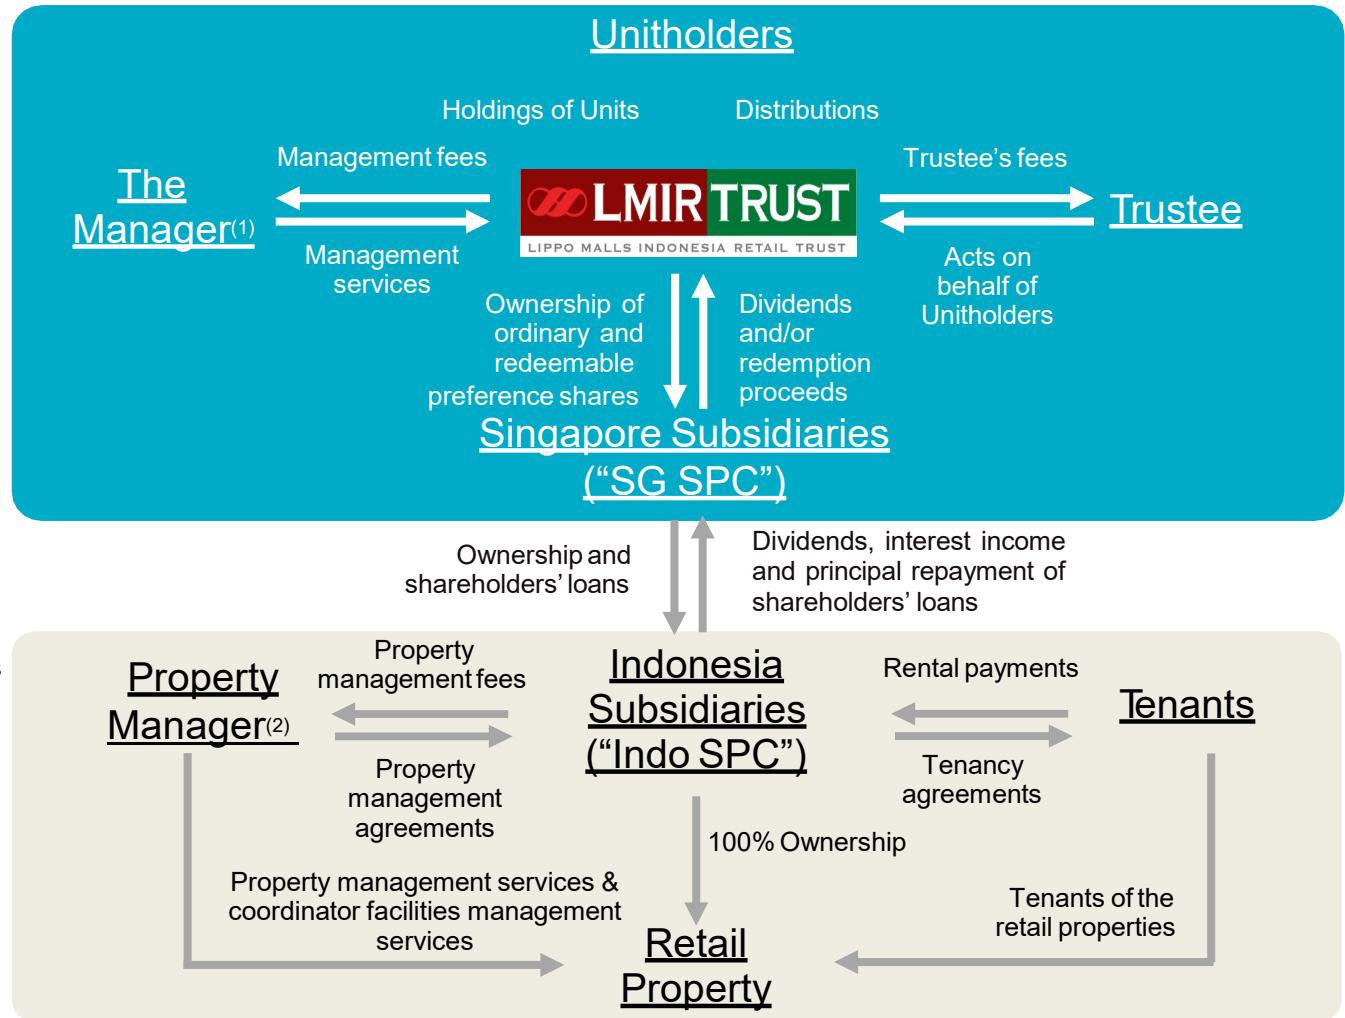 Unitholders
Holdings of Units
Distributions
Management fees
Trustee’s fees
The
Manager(1)
LMIR TRUST
LIPPO MALLS INDONESIA RETAIL TRUST
Trustee
Management
services
Acts on
behalf of
Unitholders
Ownership of
ordinary and
redeemable
preference shares
Dividends
and/or
redemption
proceeds
Singapore Subsidiaries
(“SG SPC”)
Ownership and
shareholders’ loans
Dividends, interest income
and principal repayment of
shareholders’ loans
Property
Manager(2)
Property
management fees
Indonesia
Subsidiaries
(“Indo SPC”)
Rental payments
Tenants
Property
management
agreements
Tenancy
agreements
100% Ownership
Property management services &
coordinator facilities management
services
Tenants of the
retail properties
Retail
Property